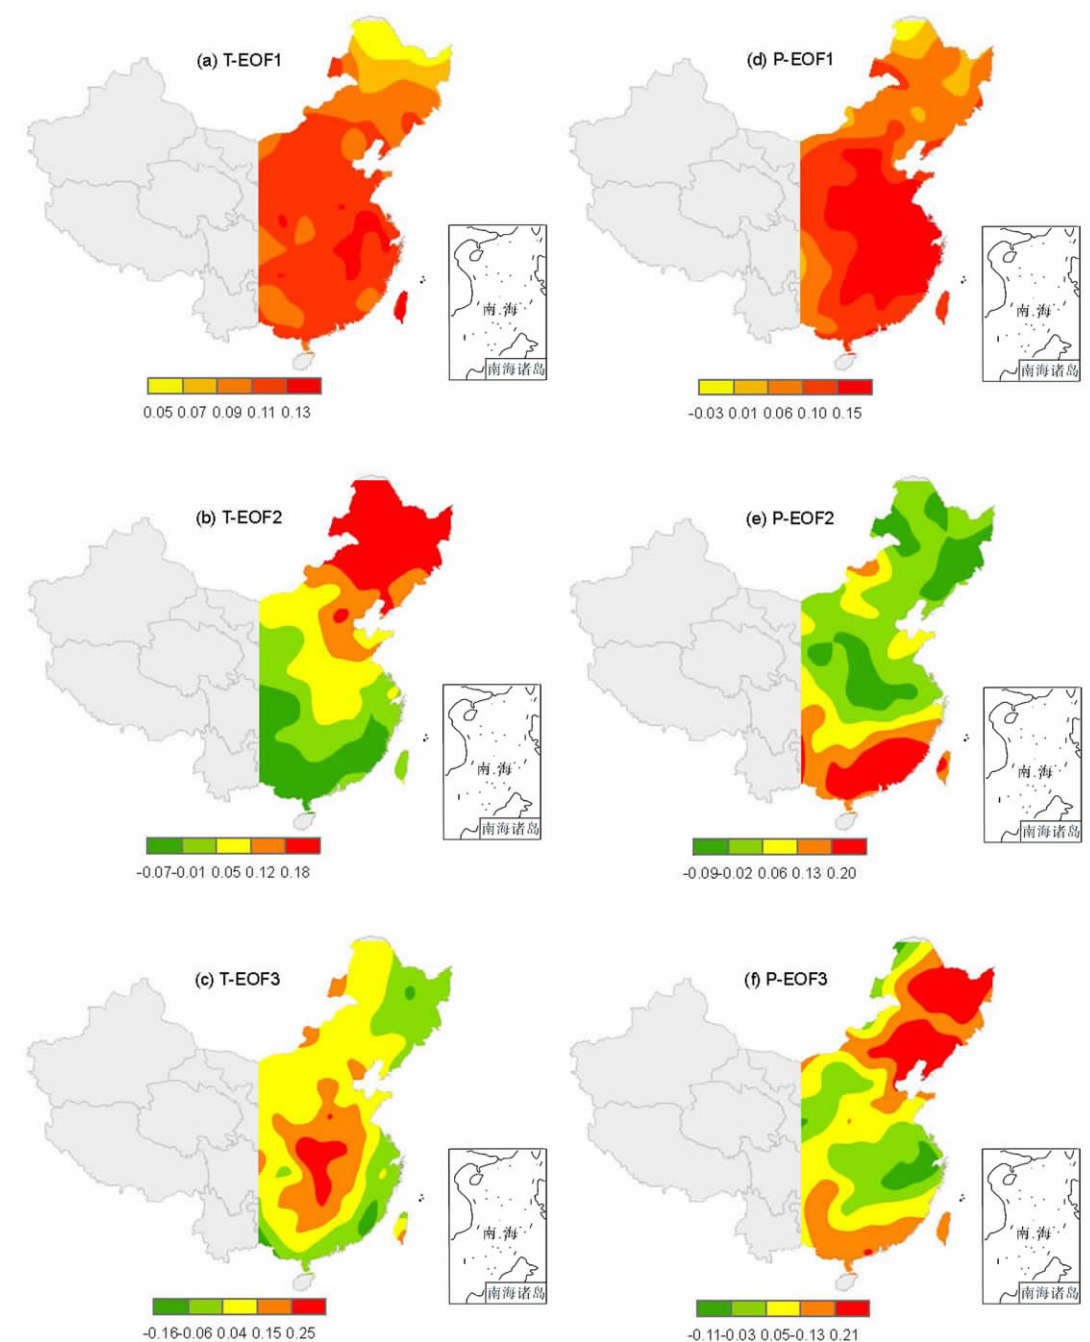 (a) T-EOF1
(d) P-EOF1
南海
南海诸岛
南海
南海诸岛
0.05 0.07 0.09 0.11 0.13
-0.03 0.01 0.06 0.10 0.15
(b) T-EOF2
(e) P-EOF2
南海
南海诸岛
南海
南海诸岛
-0.07-0.01 0.05 0.12 0.18
-0.09-0.02 0.06 0.13 0.20
(c) T-EOF3
(f) P-EOF3
南海
南海诸岛
南海
南海诸岛
-0.16-0.06 0.04 0.15 0.25
-0.11-0.03 0.05-0.13 0.21